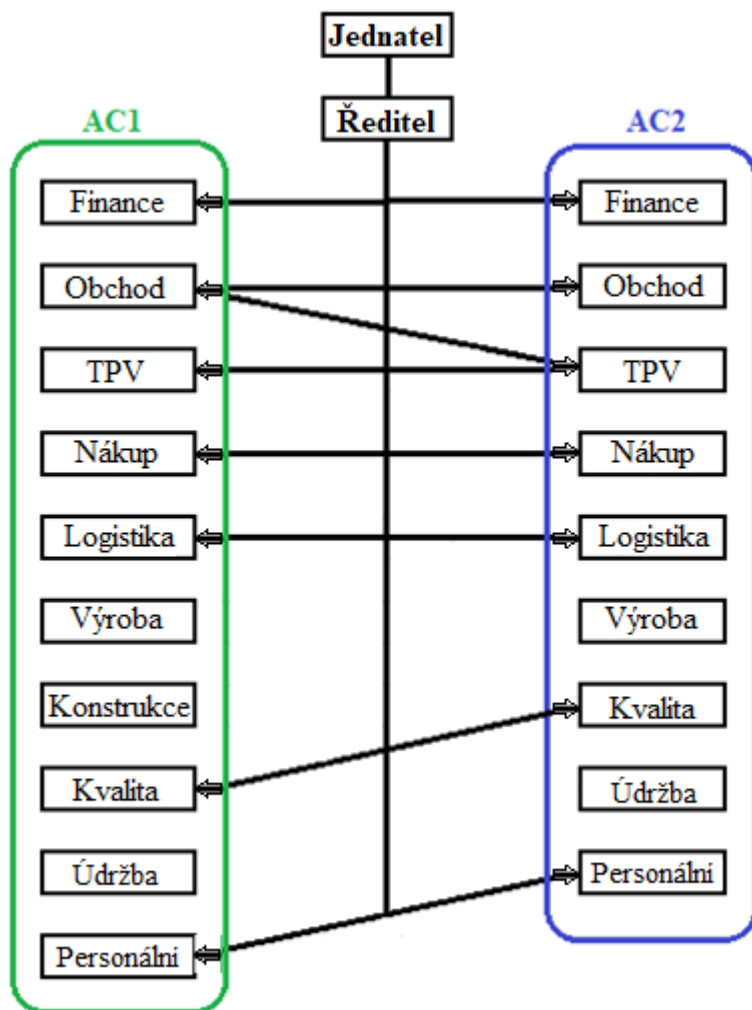 Jednatel
Ředitel
AC1
AC2
Finance
Obchod
TPV
Nákup
Logistika
Výroba
Konstrukce
Kvalita
Údržba
Personální
Finance
Obchod
TPV
Nákup
Logistika
Výroba
Kvalita
Údržba
Personální